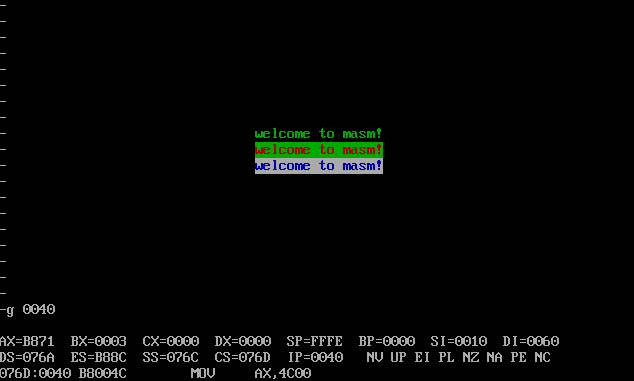 -
-
-
-
-
-
-
-
welcome to masm!
-welcome to masm!
-welcome to masm!
-
-
-
-
-
-
-
-
-g 0040
AX=B871 BX=0003 CX=0000 DX=0000 SP=FFFE BP=0000 SI=0010 DI=0060
DS=076A ES=B88C SS=076C CS=076D IP=0040 NV UP EI PL NZ NA PE NC
076D:0040 B8004C MOV AX,4C00